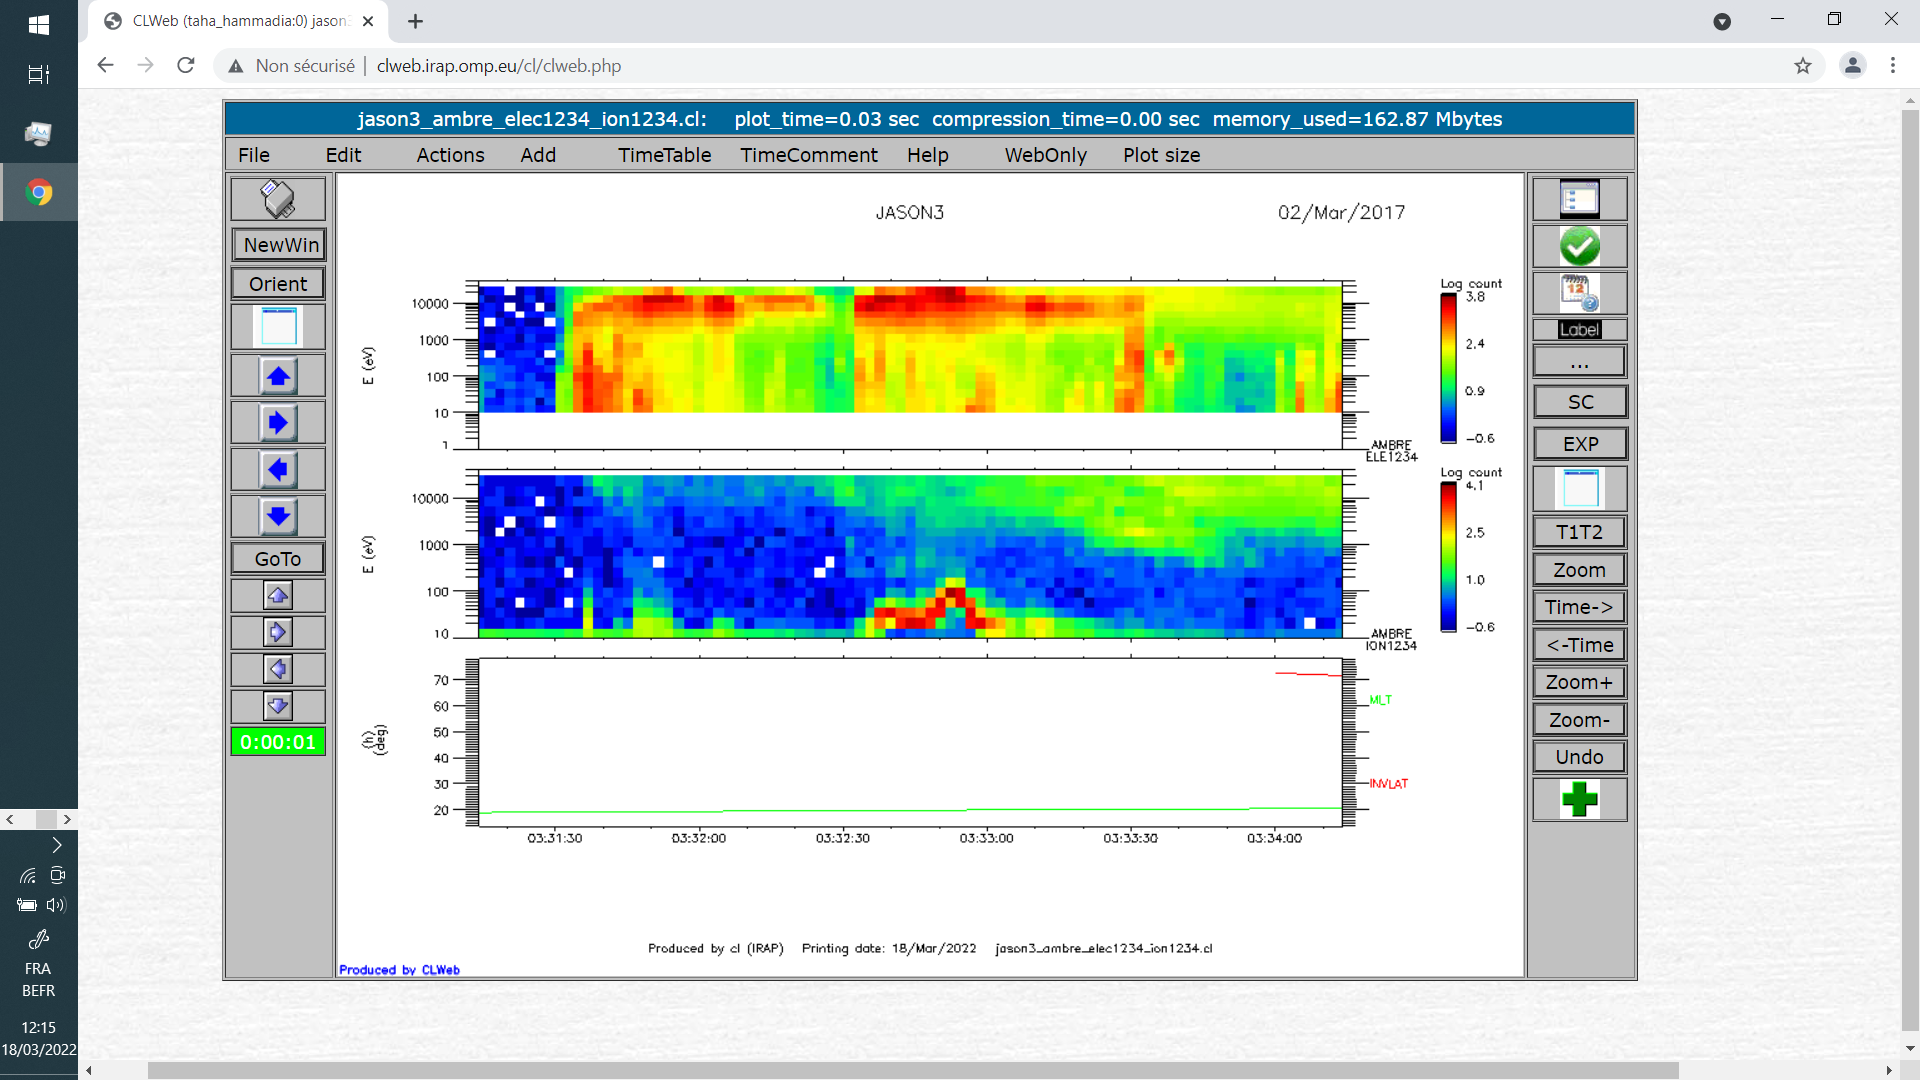 CLWeb (taha_hammadia:0) jason3
Non sécurisé | clweb.irap.omp.eu/cl/clweb.php
jason3_ambre_elec1234_ion1234.cl: plot_time=0.03 sec compression_time=0.00 sec memory_used=162.87 Mbytes
File Edit Actions Add TimeTable TimeComment Help WebOnly Plot size
NewWin
Orient
GoTo
0:00:01
JASON3 02/Mar/2017
Log count
3.8
2.4
0.9
-0.6
10000
1000
100
10
1
E (eV)
AMBRE
ELE1234
Log count
4.1
2.5
1.0
-0.6
10000
1000
100
10
E (eV)
AMBRE
ION1234
70
60
50
40
30
20
(h)
(deg)
MLT
INVLAT
03:31:30 03:32:00 03:32:30 03:33:00 03:33:30 03:34:00
Produced by cl (IRAP) Printing date: 18/Mar/2022 jason3_ambre_elec1234_ion1234.cl
Produced by CLWeb
12
Label
...
SC
EXP
T1T2
Zoom
Time->
<-Time
Zoom+
Zoom-
Undo
FRA
BEFR
12:15
18/03/2022